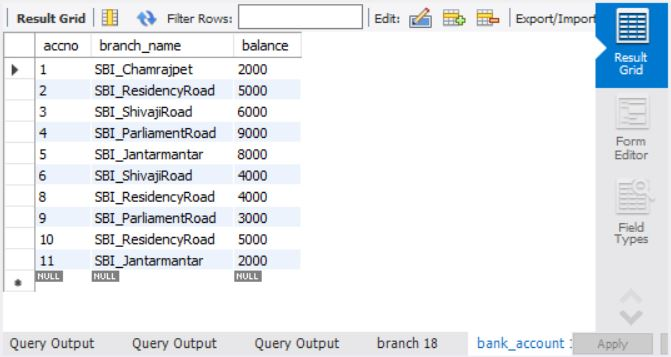 Result Grid Filter Rows: Edit: Export/Import
accno branch_name balance
1 SBI_Chamrajpet 2000
2 SBI_ResidencyRoad 5000
3 SBI_ShivajiRoad 6000
4 SBI_ParliamentRoad 9000
5 SBI_Jantarmantar 8000
6 SBI_ShivajiRoad 4000
8 SBI_ResidencyRoad 4000
9 SBI_ParliamentRoad 3000
10 SBI_ResidencyRoad 5000
11 SBI_Jantarmantar 2000
NULL NULL NULL
Result
Grid
Form
Editor
Field
Types
Query Output Query Output Query Output branch 18 bank_account Apply